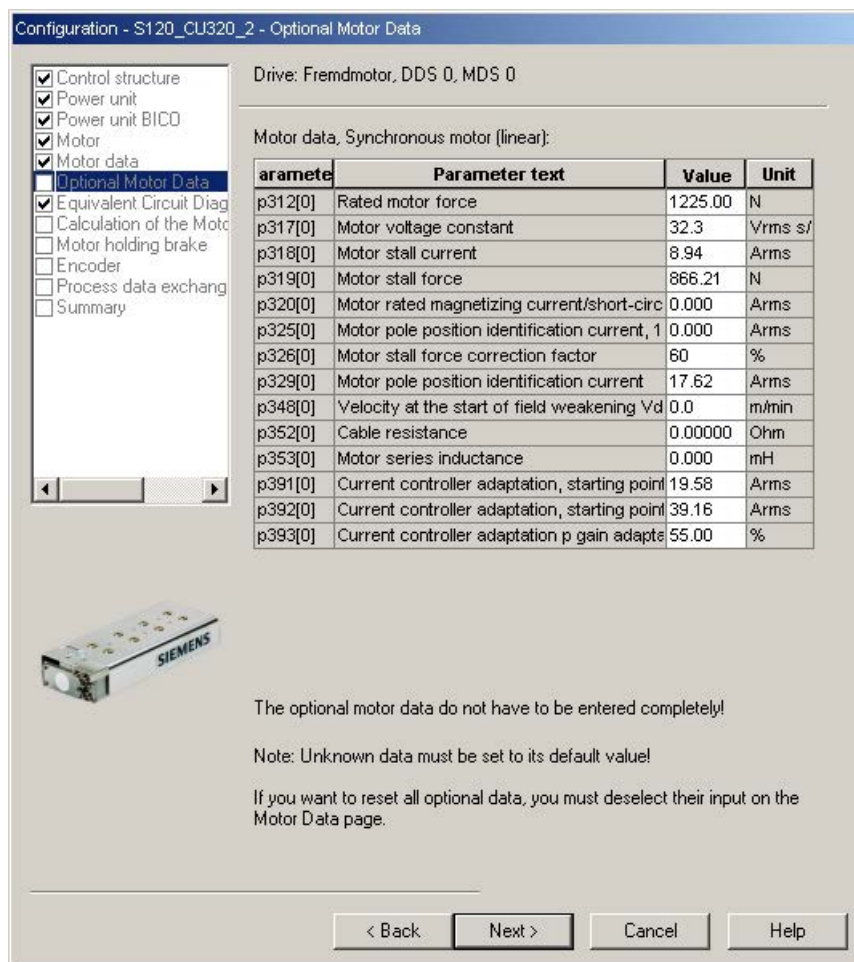 Configuration - S120_CU320_2 - Optional Motor Data
Control structure
Power unit
Power unit BICO
Motor
Motor data
Optional Motor Data
Equivalent Circuit Diag
Calculation of the Moto
Motor holding brake
Encoder
Process data exchang
Summary
Drive: Fremdmotor, DDS 0, MDS 0
Motor data, Synchronous motor (linear):
aramete Parameter text Value Unit
p312[0] Rated motor force 1225.00 N
p317[0] Motor voltage constant 32.3 Vrms s/
p318[0] Motor stall current 8.94 Arms
p319[0] Motor stall force 866.21 N
p320[0] Motor rated magnetizing current/short-circ 0.000 Arms
p325[0] Motor pole position identification current, 1 0.000 Arms
p326[0] Motor stall force correction factor 60 %
p329[0] Motor pole position identification current 17.62 Arms
p348[0] Velocity at the start of field weakening Vd 0.0 m/min
p352[0] Cable resistance 0.00000 Ohm
p353[0] Motor series inductance 0.000 mH
p391[0] Current controller adaptation, starting point 19.58 Arms
p392[0] Current controller adaptation, starting point 39.16 Arms
p393[0] Current controller adaptation p gain adapta 55.00 %
SIEMENS
The optional motor data do not have to be entered completely!
Note: Unknown data must be set to its default value!
If you want to reset all optional data, you must deselect their input on the
Motor Data page.
< Back Next > Cancel Help